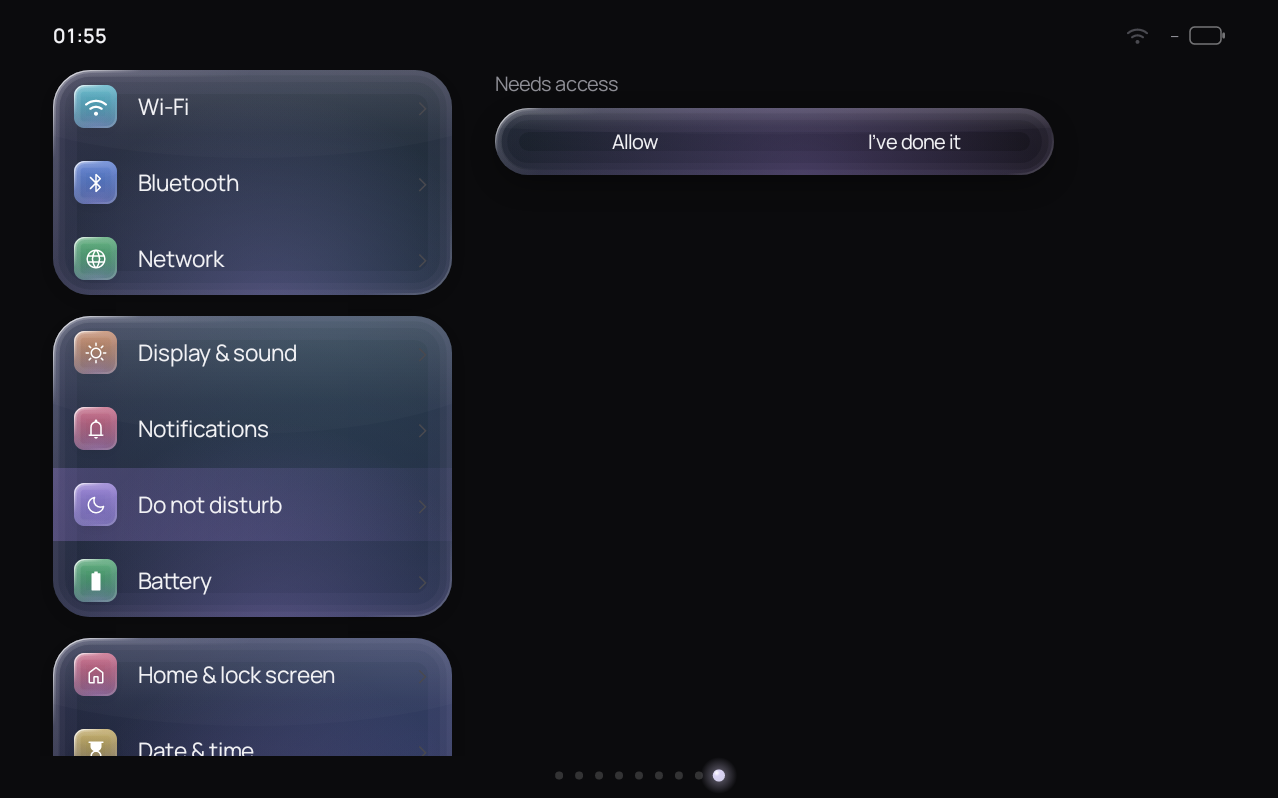 01:55
–
Wi-Fi
Bluetooth
Network
Display & sound
Notifications
Do not disturb
Battery
Home & lock screen
Date & time
Needs access
Allow
I've done it